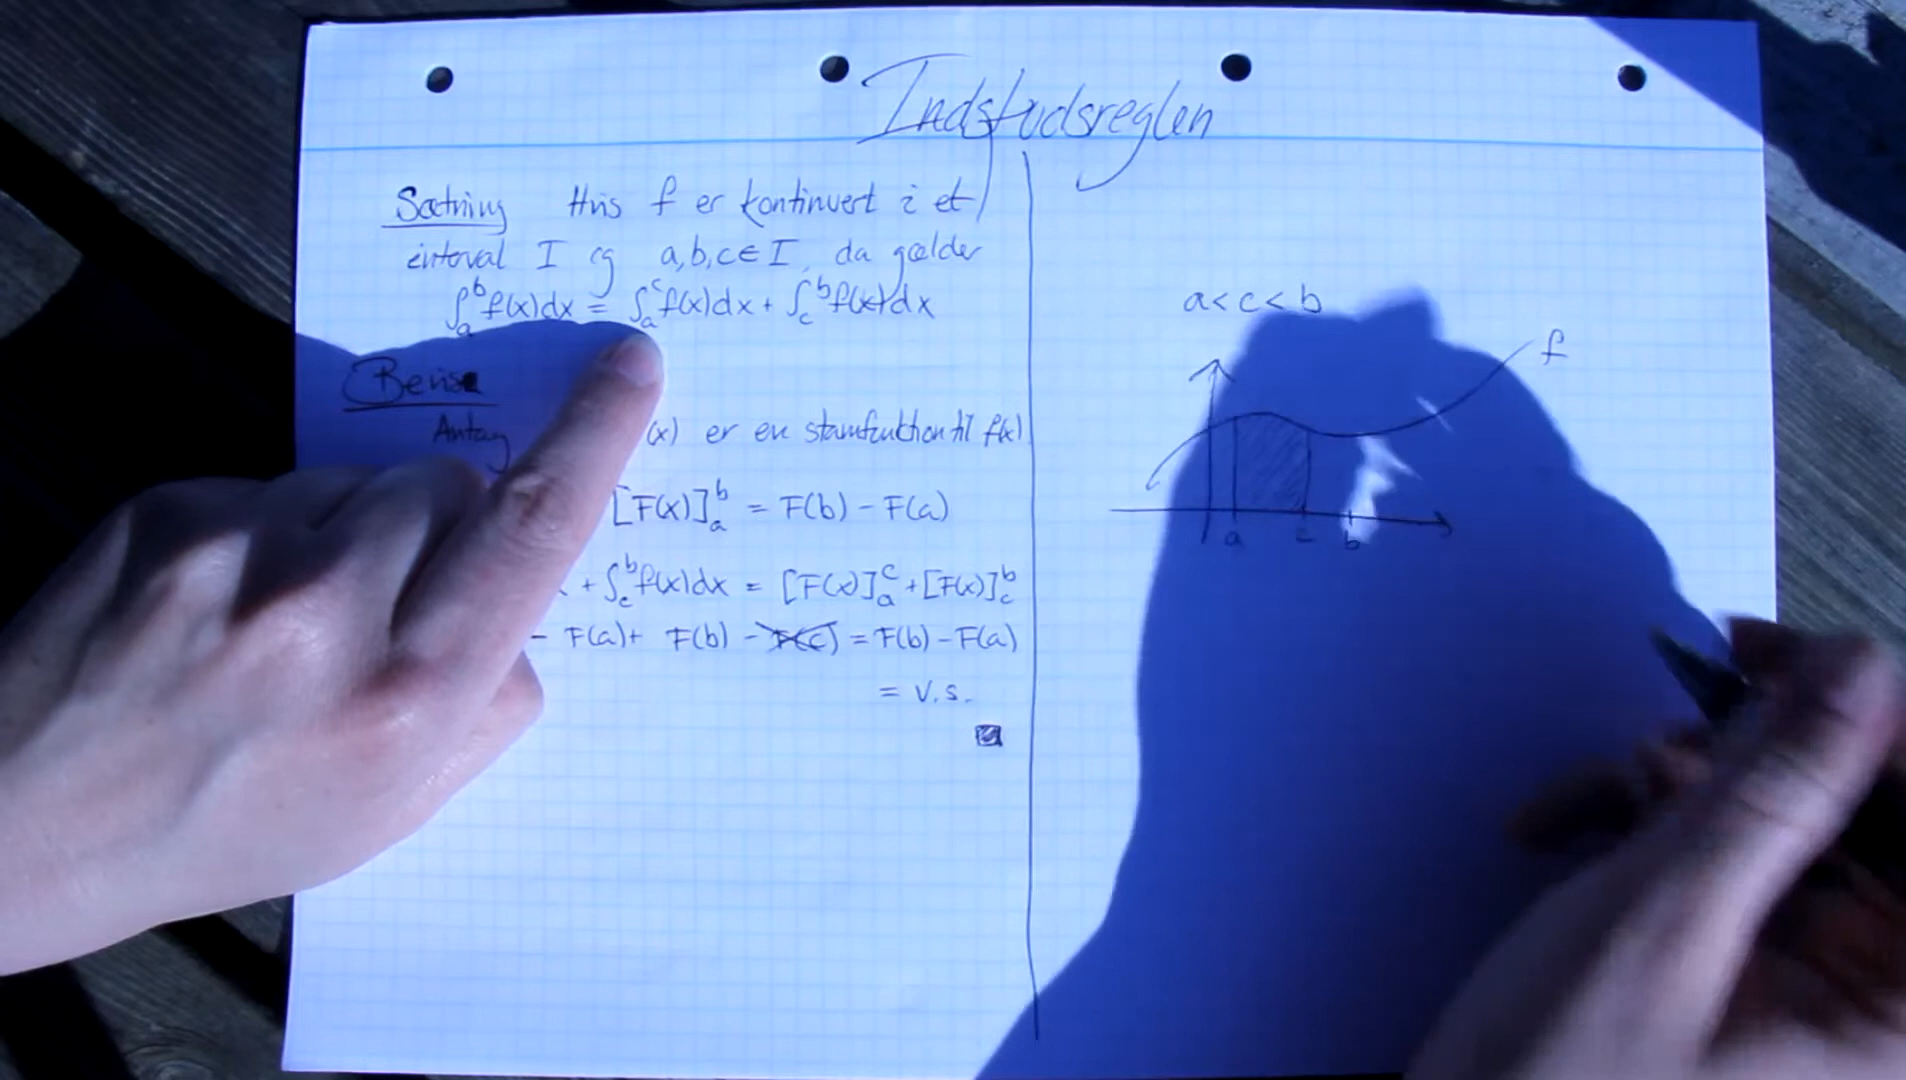 Indskudsreglen
Sætning Hvis f er kontinuert i et
interval I og a,b,c∈I, da gælder
∫_a^b f(x)dx = ∫_a^c f(x)dx + ∫_c^b f(x)dx
Bevis
Antag (x) er en stamfunktion til f(x)
[F(x)]_a^b = F(b) - F(a)
+ ∫_c^b f(x)dx = [F(x)]_a^c + [F(x)]_c^b
- F(a) + F(b) - F(c) = F(b) - F(a)
= v.s.
a < c < b
f
a c b